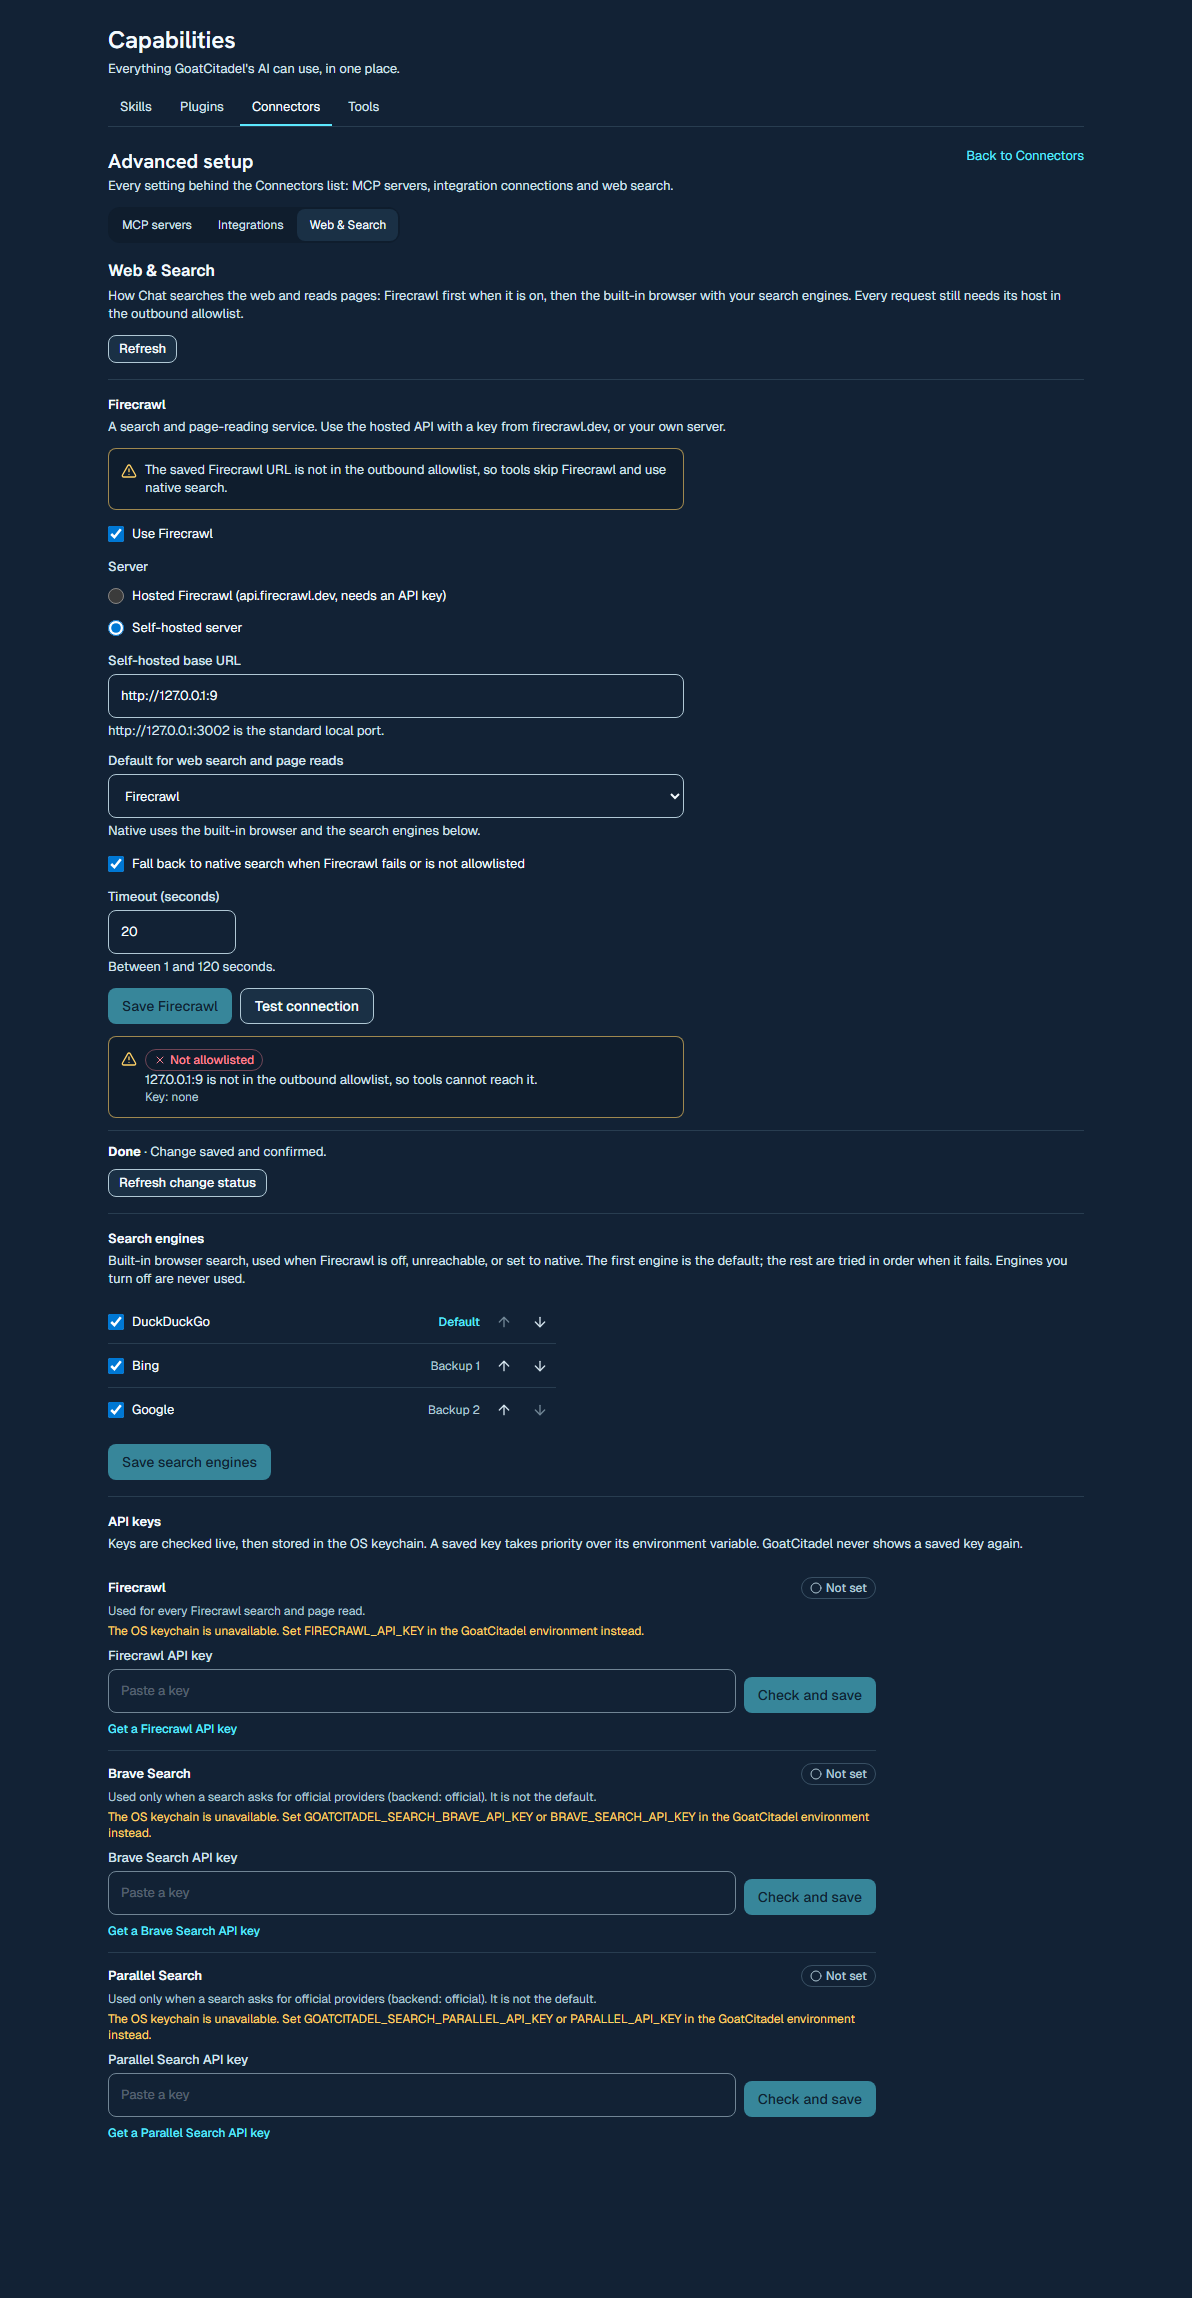 Capabilities
Everything GoatCitadel's AI can use, in one place.
Skills
Plugins
Connectors
Tools
Advanced setup
Back to Connectors
Every setting behind the Connectors list: MCP servers, integration connections and web search.
MCP servers
Integrations
Web & Search
Web & Search
How Chat searches the web and reads pages: Firecrawl first when it is on, then the built-in browser with your search engines. Every request still needs its host in
the outbound allowlist.
Refresh
Firecrawl
A search and page-reading service. Use the hosted API with a key from firecrawl.dev, or your own server.
The saved Firecrawl URL is not in the outbound allowlist, so tools skip Firecrawl and use
native search.
Use Firecrawl
Server
Hosted Firecrawl (api.firecrawl.dev, needs an API key)
Self-hosted server
Self-hosted base URL
http://127.0.0.1:9
http://127.0.0.1:3002 is the standard local port.
Default for web search and page reads
Firecrawl
Native uses the built-in browser and the search engines below.
Fall back to native search when Firecrawl fails or is not allowlisted
Timeout (seconds)
20
Between 1 and 120 seconds.
Save Firecrawl
Test connection
Not allowlisted
127.0.0.1:9 is not in the outbound allowlist, so tools cannot reach it.
Key: none
Done · Change saved and confirmed.
Refresh change status
Search engines
Built-in browser search, used when Firecrawl is off, unreachable, or set to native. The first engine is the default; the rest are tried in order when it fails. Engines you
turn off are never used.
DuckDuckGo
Default
Bing
Backup 1
Google
Backup 2
Save search engines
API keys
Keys are checked live, then stored in the OS keychain. A saved key takes priority over its environment variable. GoatCitadel never shows a saved key again.
Firecrawl
Not set
Used for every Firecrawl search and page read.
The OS keychain is unavailable. Set FIRECRAWL_API_KEY in the GoatCitadel environment instead.
Firecrawl API key
Paste a key
Check and save
Get a Firecrawl API key
Brave Search
Not set
Used only when a search asks for official providers (backend: official). It is not the default.
The OS keychain is unavailable. Set GOATCITADEL_SEARCH_BRAVE_API_KEY or BRAVE_SEARCH_API_KEY in the GoatCitadel environment
instead.
Brave Search API key
Paste a key
Check and save
Get a Brave Search API key
Parallel Search
Not set
Used only when a search asks for official providers (backend: official). It is not the default.
The OS keychain is unavailable. Set GOATCITADEL_SEARCH_PARALLEL_API_KEY or PARALLEL_API_KEY in the GoatCitadel environment
instead.
Parallel Search API key
Paste a key
Check and save
Get a Parallel Search API key